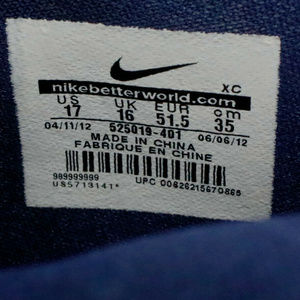 XC
nikebetterworld.com
US UK EUR cm
17 16 51.5 35
04/11/12 525019-401 06/06/12
MADE IN CHINA
FABRIQUE EN CHINE
989999999
US5713141* UPC 00826215670865